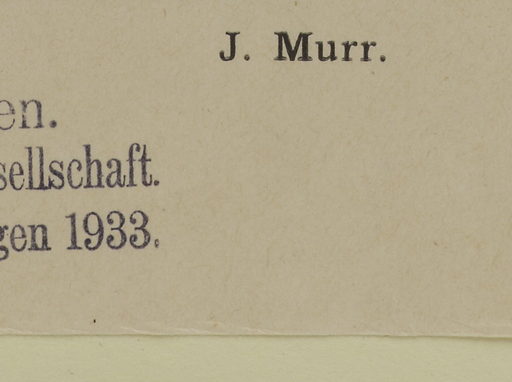 J. Murr.
en.
sellschaft.
gen 1933.